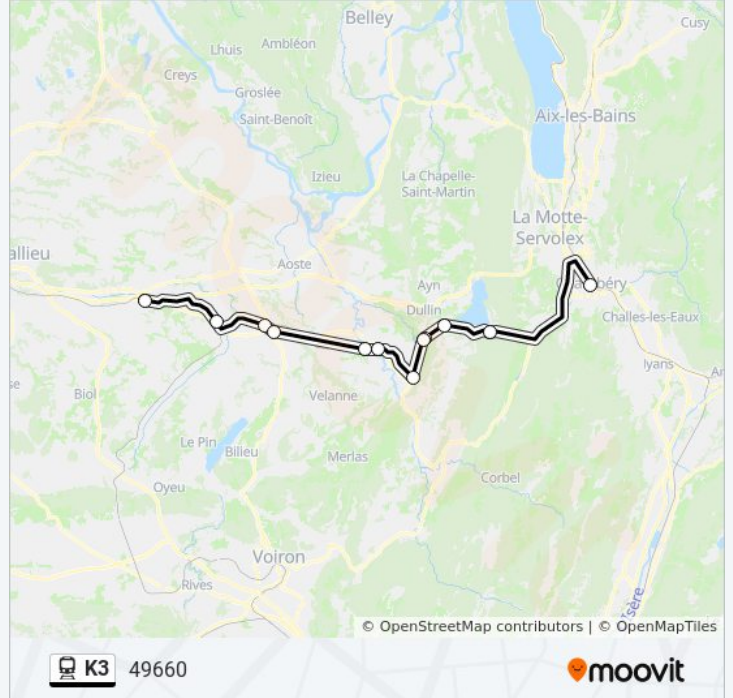 Belley
Cusy
Lhuis
Ambléon
Creys
Groslée
Saint-Benoît
Aix-les-Bains
Izieu
La Chapelle-
Saint-Martin
La Motte-
Servolex
allieu
Aoste
Ayn
Dullin
Challes-les-Eaux
lyans
Biol
Velanne
Le Pin
Bilieu
Merlas
Corbel
Oyeu
Voiron
Rives
Isère
© OpenStreetMap contributors | © OpenMapTiles
K3 49660
moovit